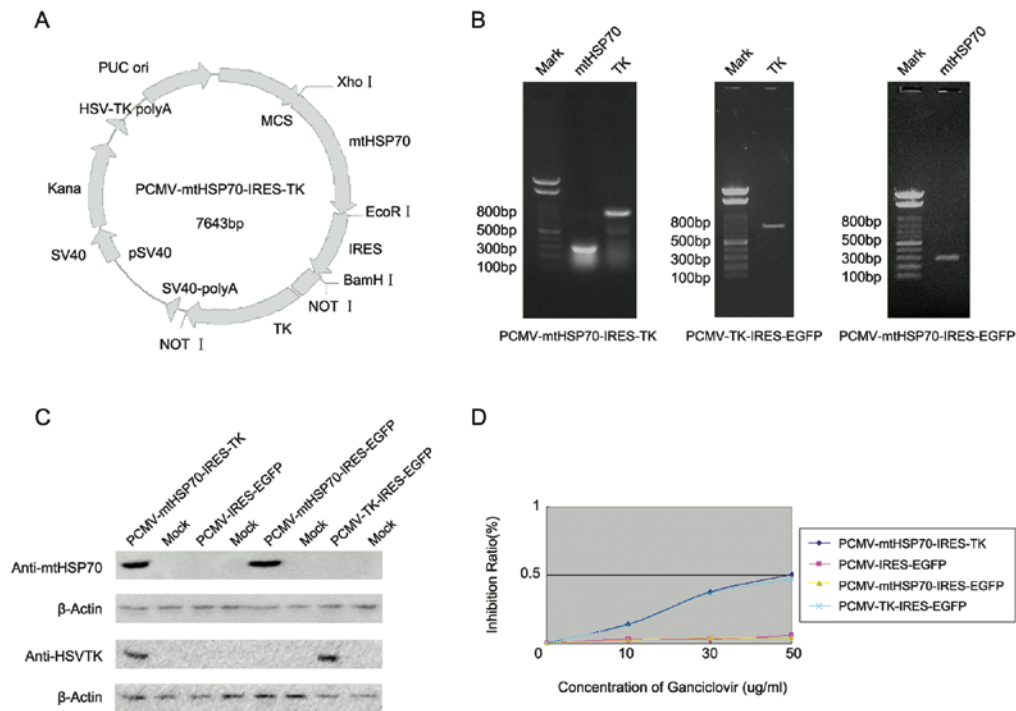 A
PUC ori
Xho I
HSV-TK polyA
MCS
mtHSP70
Kana
PCMV-mtHSP70-IRES-TK
7643bp
EcoR I
IRES
SV40
pSV40
BamH I
SV40-polyA
NOT I
TK
NOT I
B
Mark
mtHSP70
TK
800bp
500bp
300bp
100bp
PCMV-mtHSP70-IRES-TK
Mark
TK
800bp
500bp
300bp
100bp
PCMV-TK-IRES-EGFP
Mark
mtHSP70
800bp
500bp
300bp
100bp
PCMV-mtHSP70-IRES-EGFP
C
PCMV-mtHSP70-IRES-TK
Mock
PCMV-IRES-EGFP
Mock
PCMV-mtHSP70-IRES-EGFP
Mock
PCMV-TK-IRES-EGFP
Mock
Anti-mtHSP70
β-Actin
Anti-HSVTK
β-Actin
D
Inhibition Ratio(%)
1
0.5
0
0
10
30
50
Concentration of Ganciclovir (ug/ml)
PCMV-mtHSP70-IRES-TK
PCMV-IRES-EGFP
PCMV-mtHSP70-IRES-EGFP
PCMV-TK-IRES-EGFP